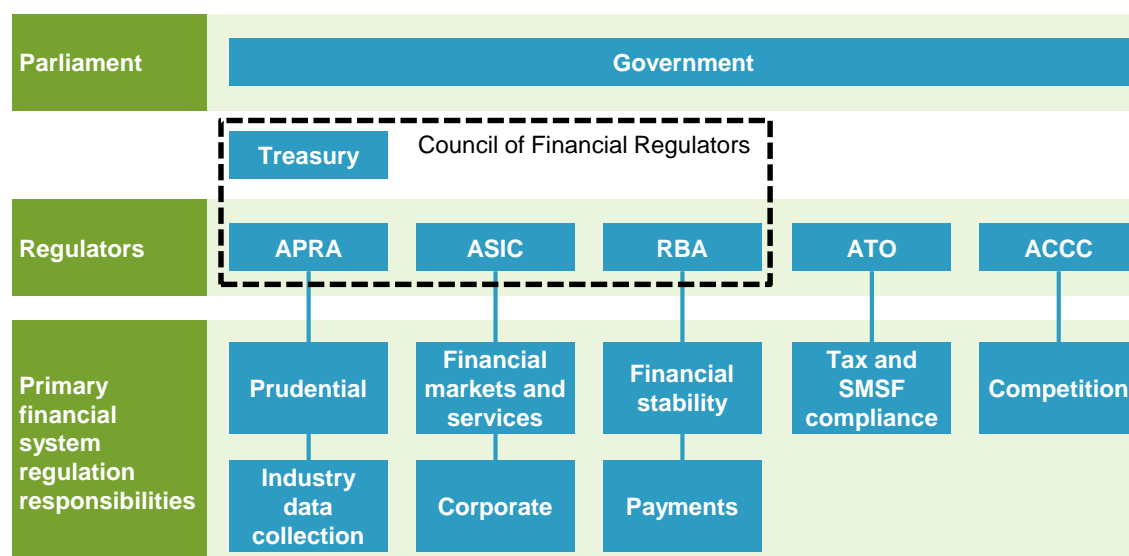 Parliament
Government
Treasury
Council of Financial Regulators
Regulators
APRA
ASIC
RBA
ATO
ACCC
Primary
financial
system
regulation
responsibilities
Prudential
Financial
markets and
services
Financial
stability
Tax and
SMSF
compliance
Competition
Industry
data
collection
Corporate
Payments